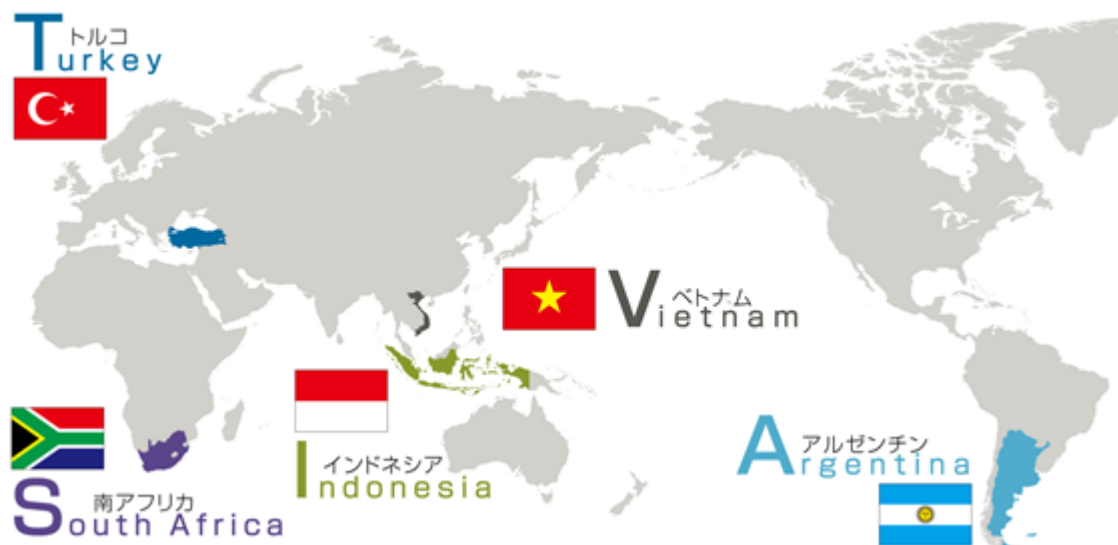 トルコ
Turkey
ベトナム
Vietnam
インドネシア
Indonesia
アルゼンチン
Argentina
南アフリカ
South Africa